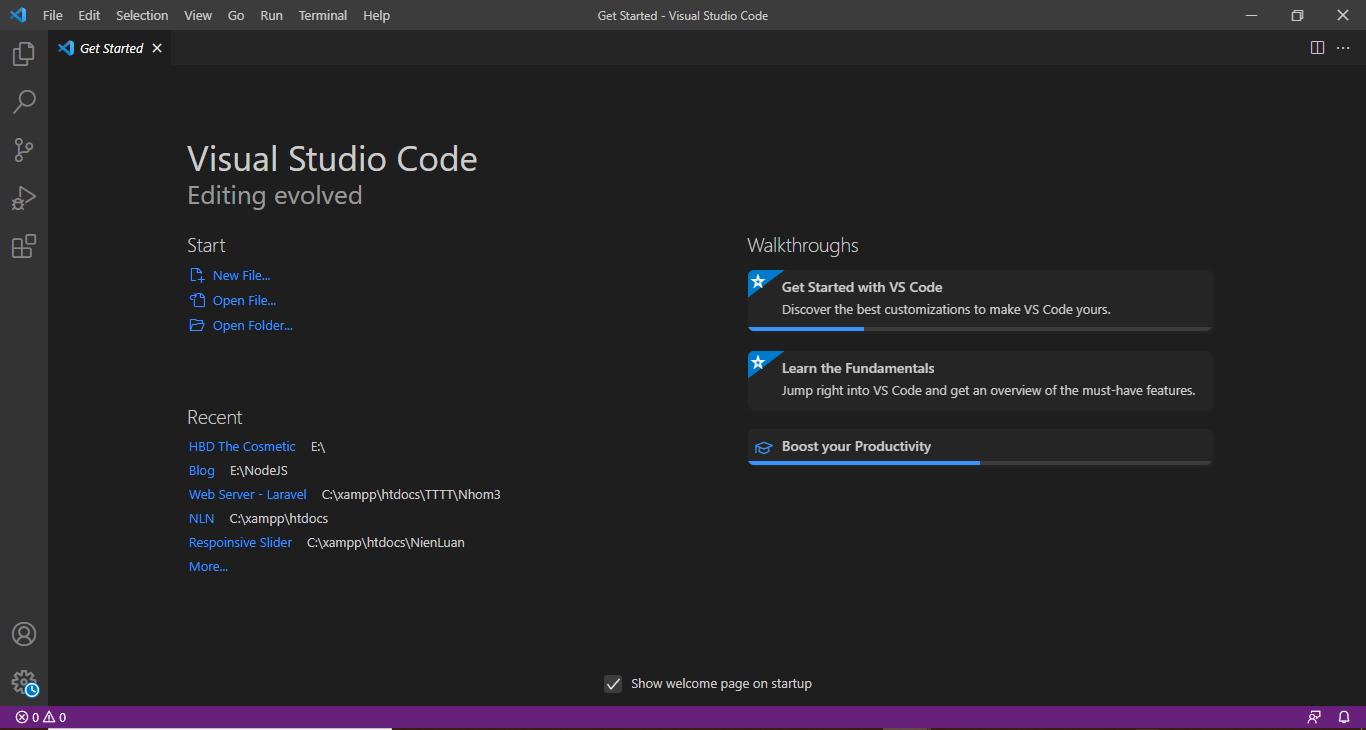 File Edit Selection View Go Run Terminal Help Get Started - Visual Studio Code
Get Started
Visual Studio Code
Editing evolved
Start
New File...
Open File...
Open Folder...
Recent
HBD The Cosmetic E:\
Blog E:\NodeJS
Web Server - Laravel C:\xampp\htdocs\TTTT\Nhom3
NLN C:\xampp\htdocs
Respoinsive Slider C:\xampp\htdocs\NienLuan
More...
Walkthroughs
Get Started with VS Code
Discover the best customizations to make VS Code yours.
Learn the Fundamentals
Jump right into VS Code and get an overview of the must-have features.
Boost your Productivity
Show welcome page on startup
0 0